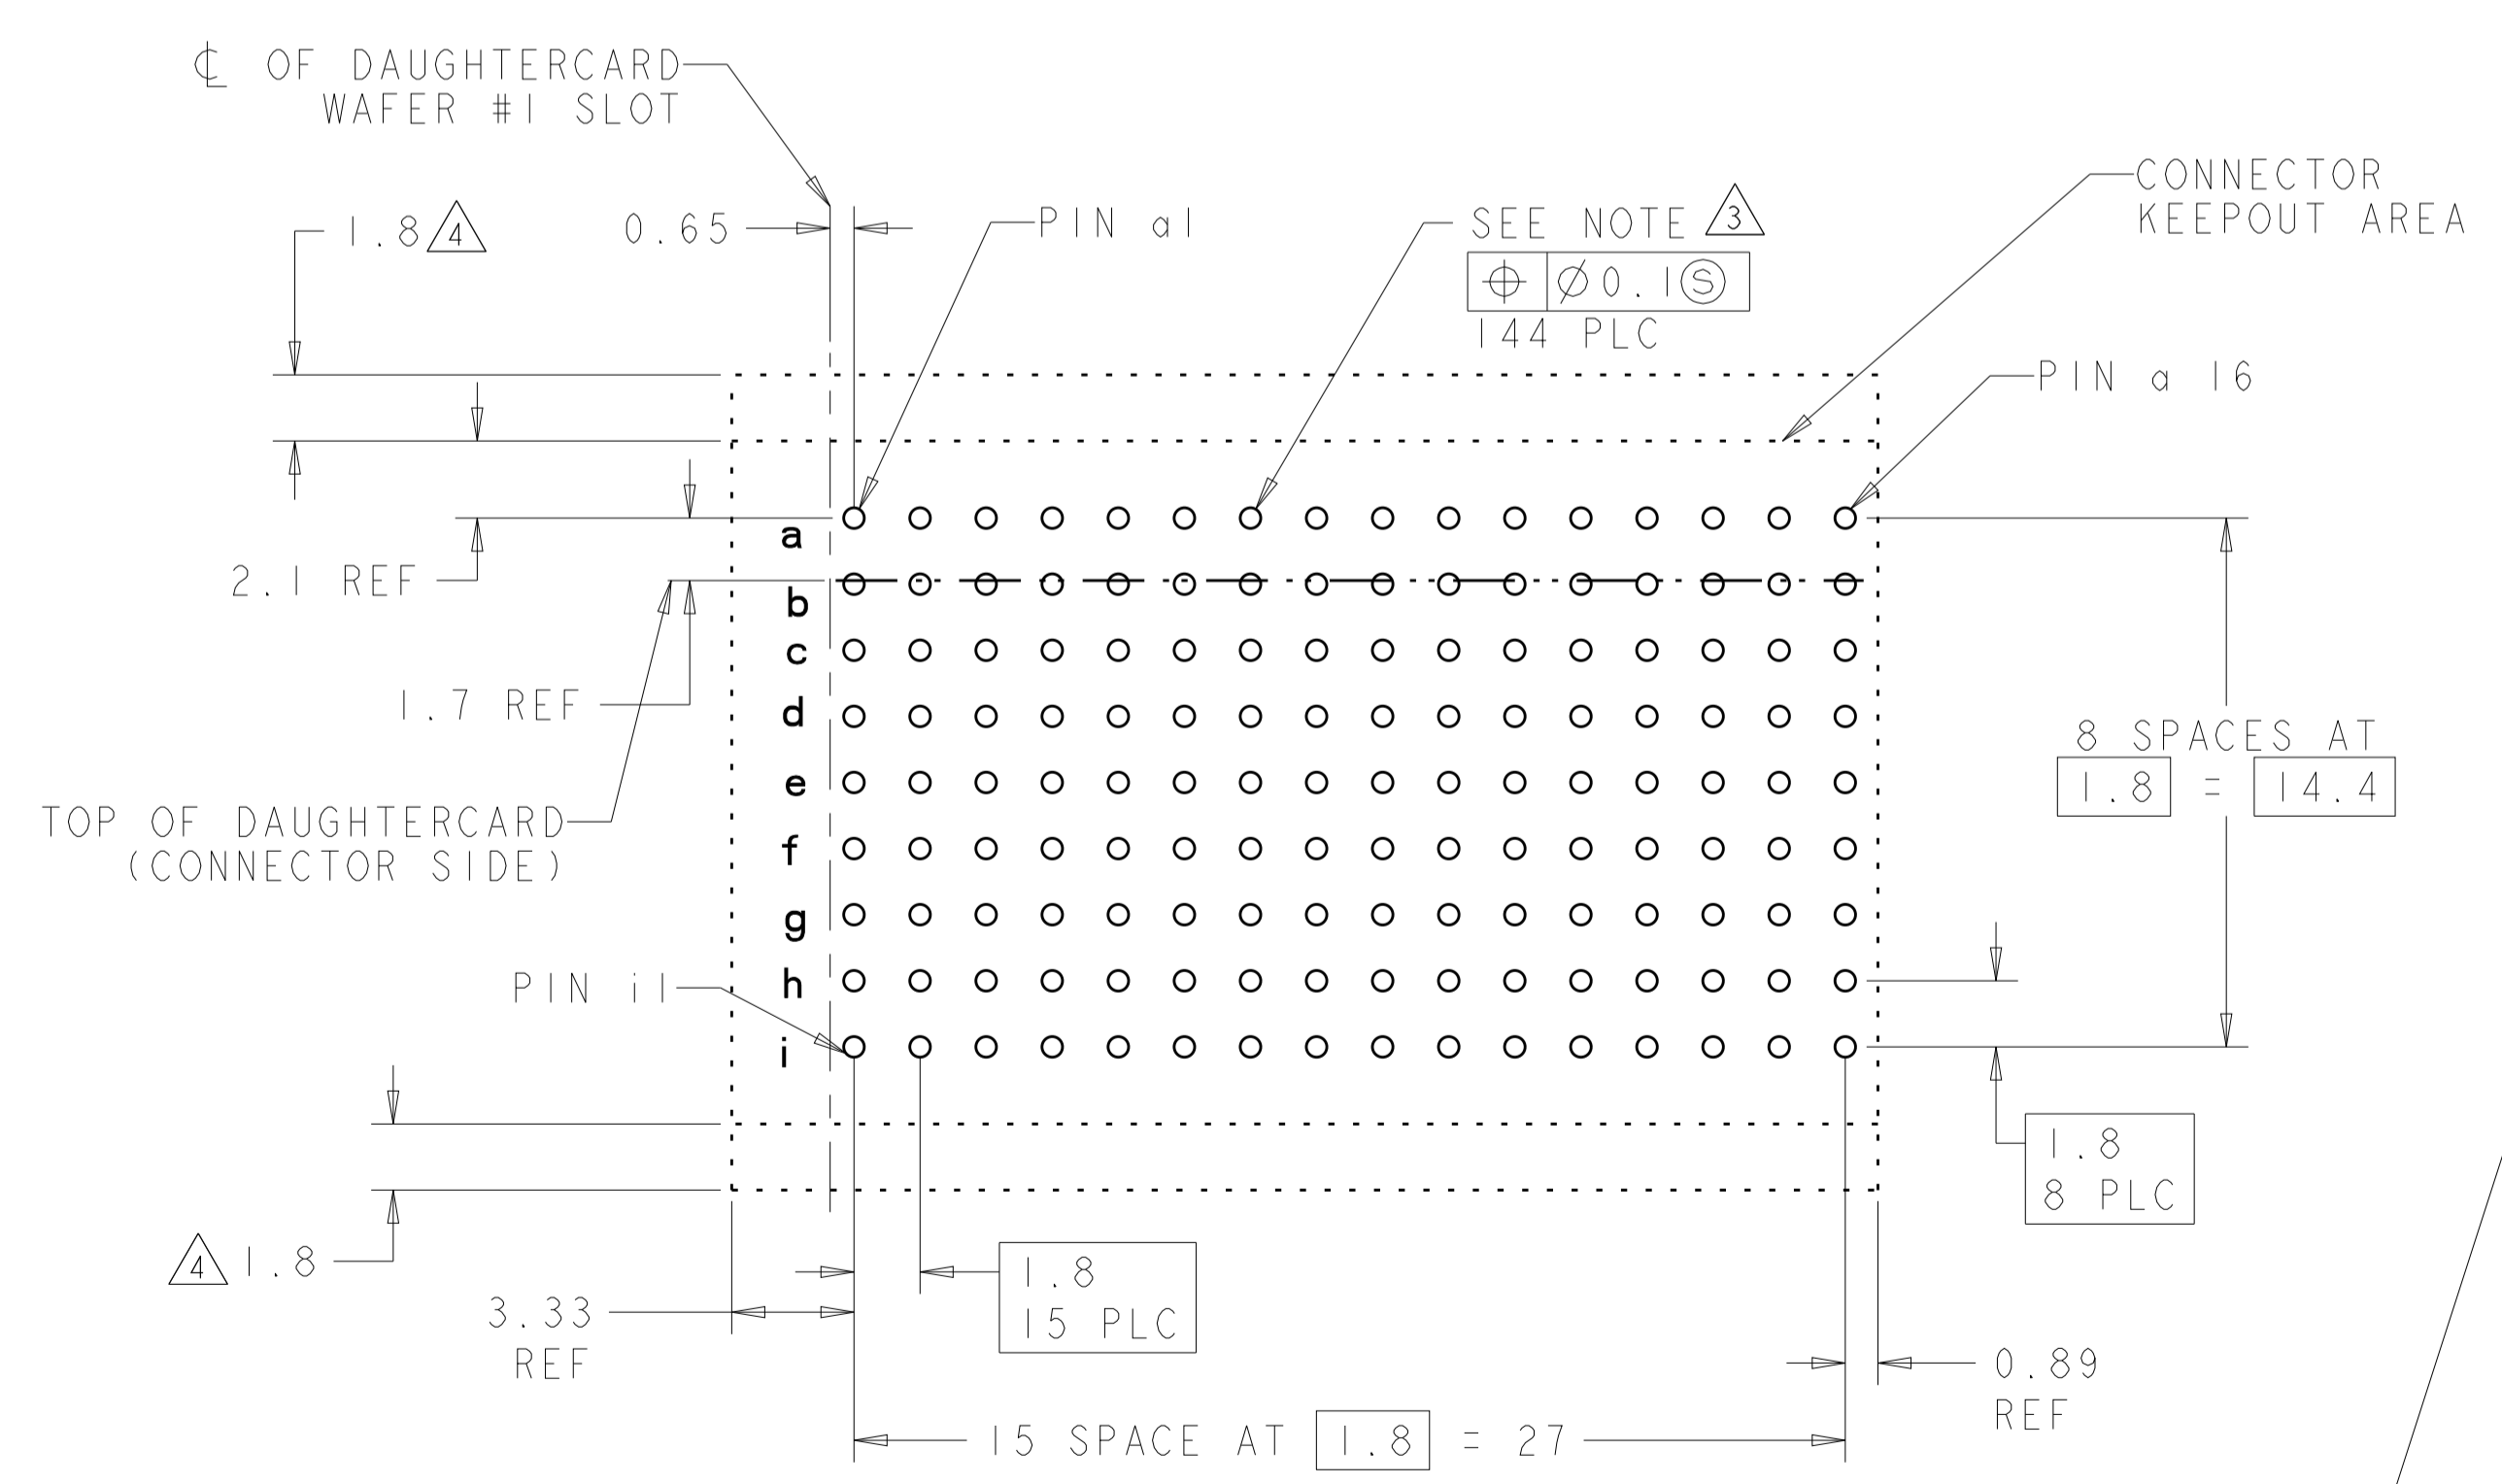 ℄ OF DAUGHTERCARD
WAFER #1 SLOT
CONNECTOR
KEEPOUT AREA
1.8 4
0.65
PIN a1
SEE NOTE 3
⌖ ⌀0.1Ⓢ
144 PLC
PIN a 16
a
2.1 REF
b
c
1.7 REF
d
8 SPACES AT
1.8 = 14.4
e
TOP OF DAUGHTERCARD
(CONNECTOR SIDE)
f
g
PIN i1
h
i
1.8
8 PLC
4 1.8
1.8
15 PLC
3.33
REF
0.89
REF
15 SPACE AT 1.8 = 27